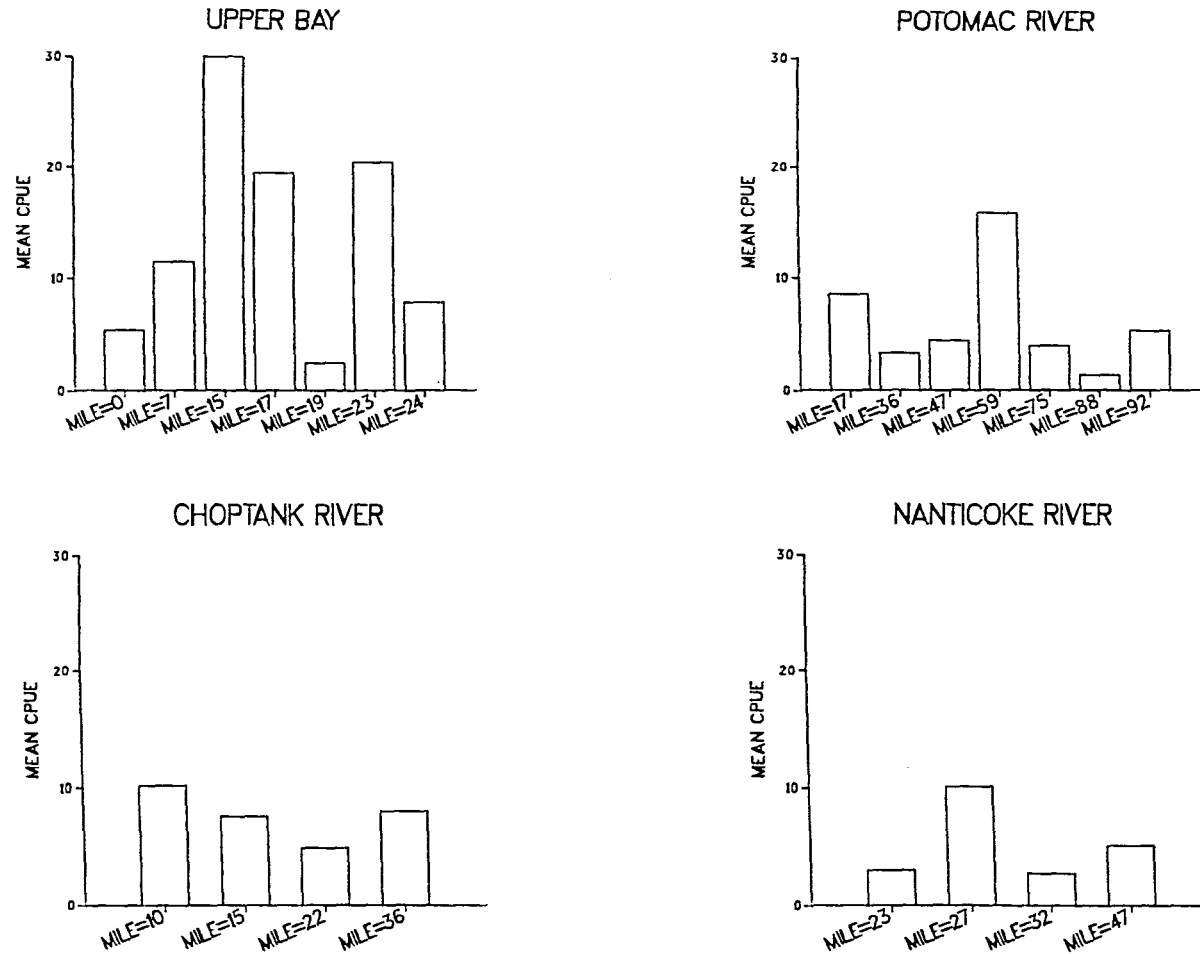 UPPER BAY
MEAN CPUE
30
20
10
0
MILE=0 MILE=7 MILE=15 MILE=17 MILE=19 MILE=23 MILE=24
POTOMAC RIVER
MEAN CPUE
30
20
10
0
MILE=17 MILE=36 MILE=47 MILE=59 MILE=75 MILE=88 MILE=92
CHOPTANK RIVER
MEAN CPUE
30
20
10
0
MILE=10 MILE=15 MILE=22 MILE=36
NANTICOKE RIVER
MEAN CPUE
30
20
10
0
MILE=23 MILE=27 MILE=32 MILE=47